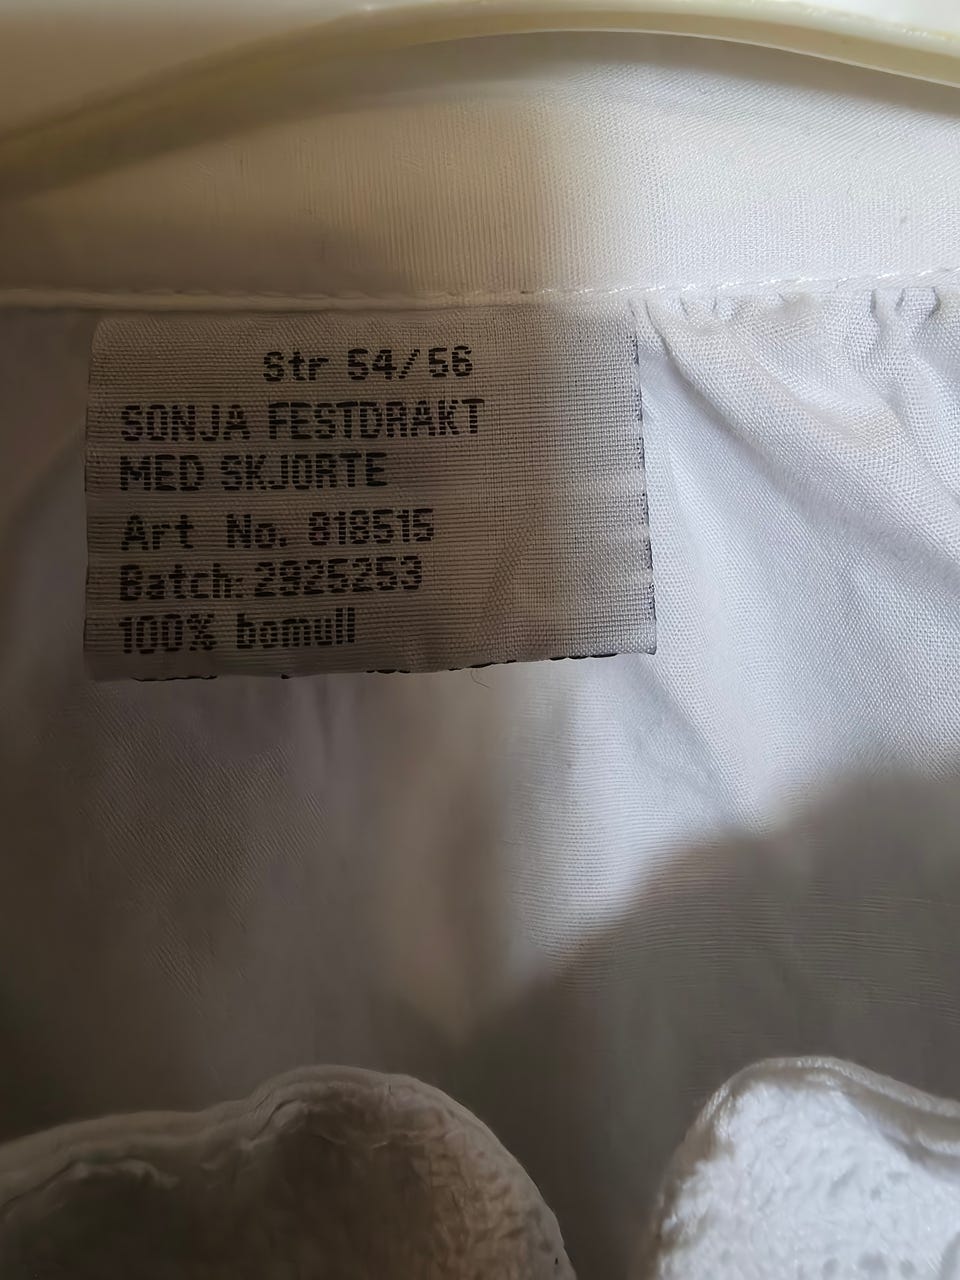 Str 54/56
SONJA FESTDRAKT
MED SKJORTE
Art No. 818515
Batch: 2925253
100% bomull